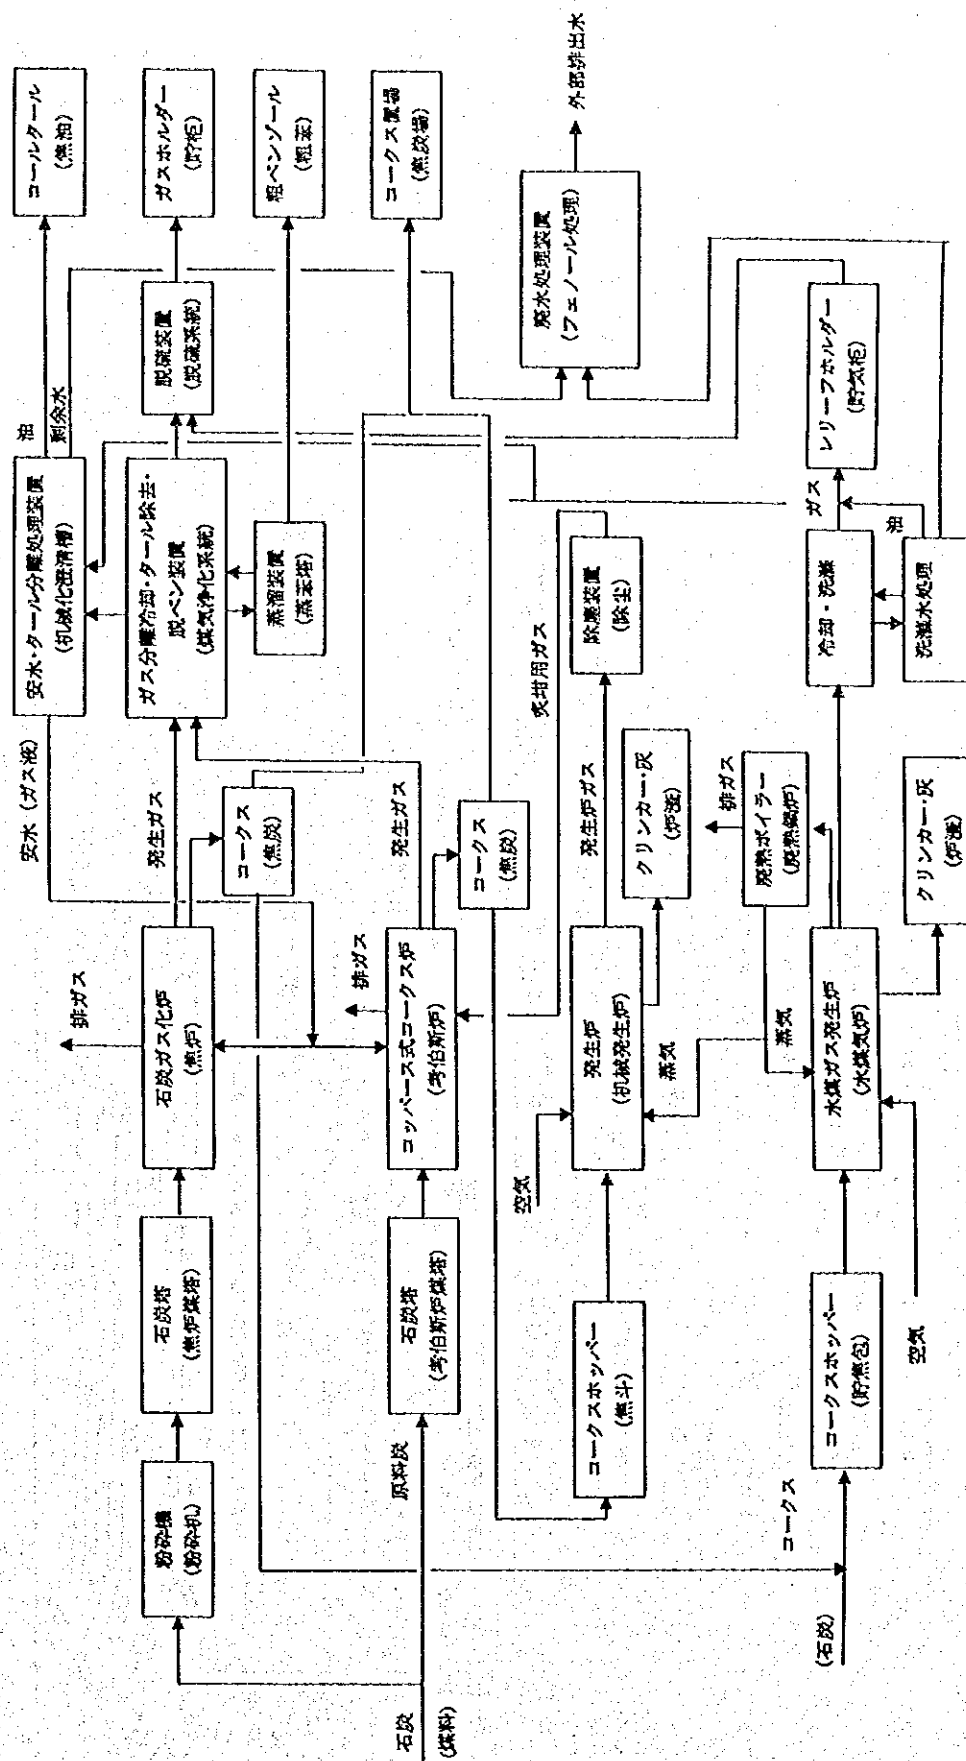 石炭
(煤料)
粉砕機
(粉砕机)
石炭塔
(焦炉煤塔)
石炭ガス化炉
(焦炉)
排ガス
安水 (ガス液)
発生ガス
コークス
(焦炭)
安水・タール分離処理装置
(机械化澄清槽)
油
剰余水
コールタール
(焦油)
ガス分離冷却・タール除去・
脱ベン装置
(煤気浄化系統)
脱硫装置
(脱硫系統)
ガスホルダー
(貯柜)
蒸溜装置
(蒸苯塔)
粗ベンゾール
(粗苯)
原料炭
石炭塔
(考伯斯炉煤塔)
コッパース式コークス炉
(考伯斯炉)
排ガス
発生ガス
コークス
(焦炭)
コークス置場
(焦炭場)
コークスホッパー
(焦斗)
空気
発生炉
(机械発生炉)
蒸気
発生炉ガス
炙坩用ガス
クリンカー・灰
(炉渣)
除塵装置
(除尘)
廃水処理装置
(フェノール処理)
外部排出水
(石炭)
コークス
コークスホッパー
(貯焦包)
空気
水煤ガス発生炉
(水煤気炉)
蒸気
廃熱ボイラー
(廃熱鍋炉)
排ガス
クリンカー・灰
(炉渣)
冷却・洗滌
洗滌水処理
油
ガス
レリーフホルダー
(貯気柜)